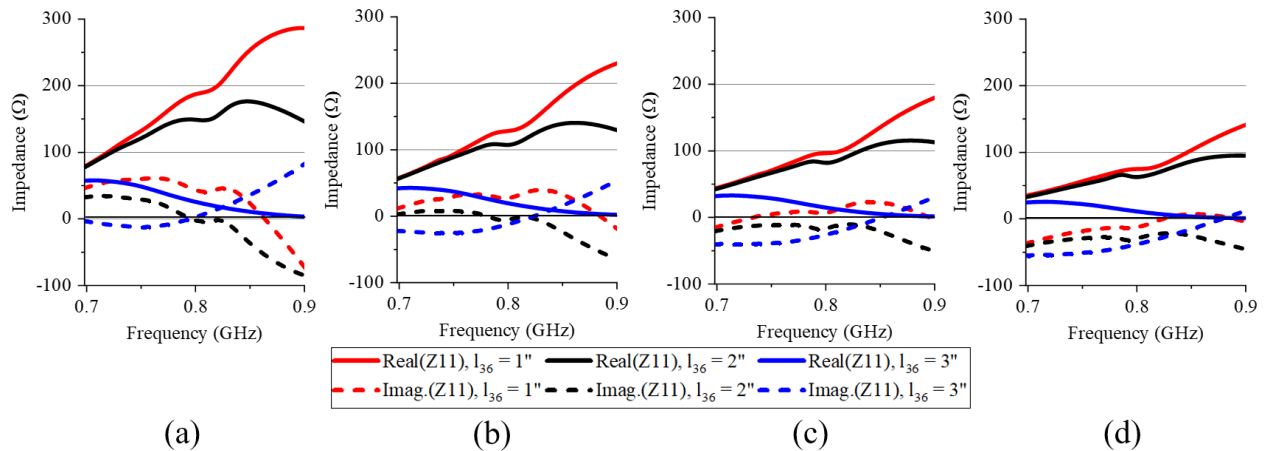 300
200
100
0
-100
0.7
0.8
0.9
Impedance (Ω)
Frequency (GHz)
300
200
100
0
-100
0.7
0.8
0.9
Impedance (Ω)
Frequency (GHz)
300
200
100
0
-100
0.7
0.8
0.9
Impedance (Ω)
Frequency (GHz)
300
200
100
0
-100
0.7
0.8
0.9
Impedance (Ω)
Frequency (GHz)
Real(Z11), l₃₆ = 1" Real(Z11), l₃₆ = 2" Real(Z11), l₃₆ = 3"
Imag.(Z11), l₃₆ = 1" Imag.(Z11), l₃₆ = 2" Imag.(Z11), l₃₆ = 3"
(a) (b) (c) (d)